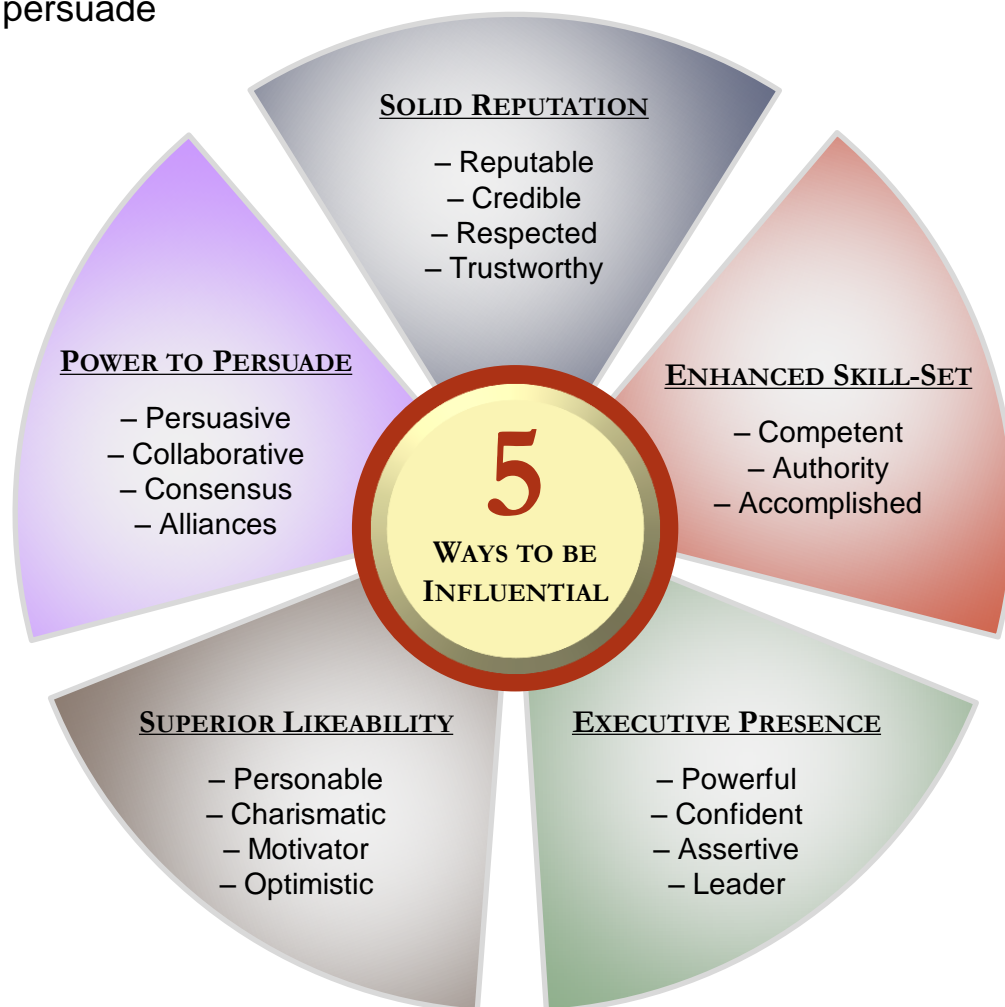 persuade
SOLID REPUTATION
– Reputable
– Credible
– Respected
– Trustworthy
ENHANCED SKILL-SET
– Competent
– Authority
– Accomplished
EXECUTIVE PRESENCE
– Powerful
– Confident
– Assertive
– Leader
SUPERIOR LIKEABILITY
– Personable
– Charismatic
– Motivator
– Optimistic
POWER TO PERSUADE
– Persuasive
– Collaborative
– Consensus
– Alliances
5
WAYS TO BE
INFLUENTIAL